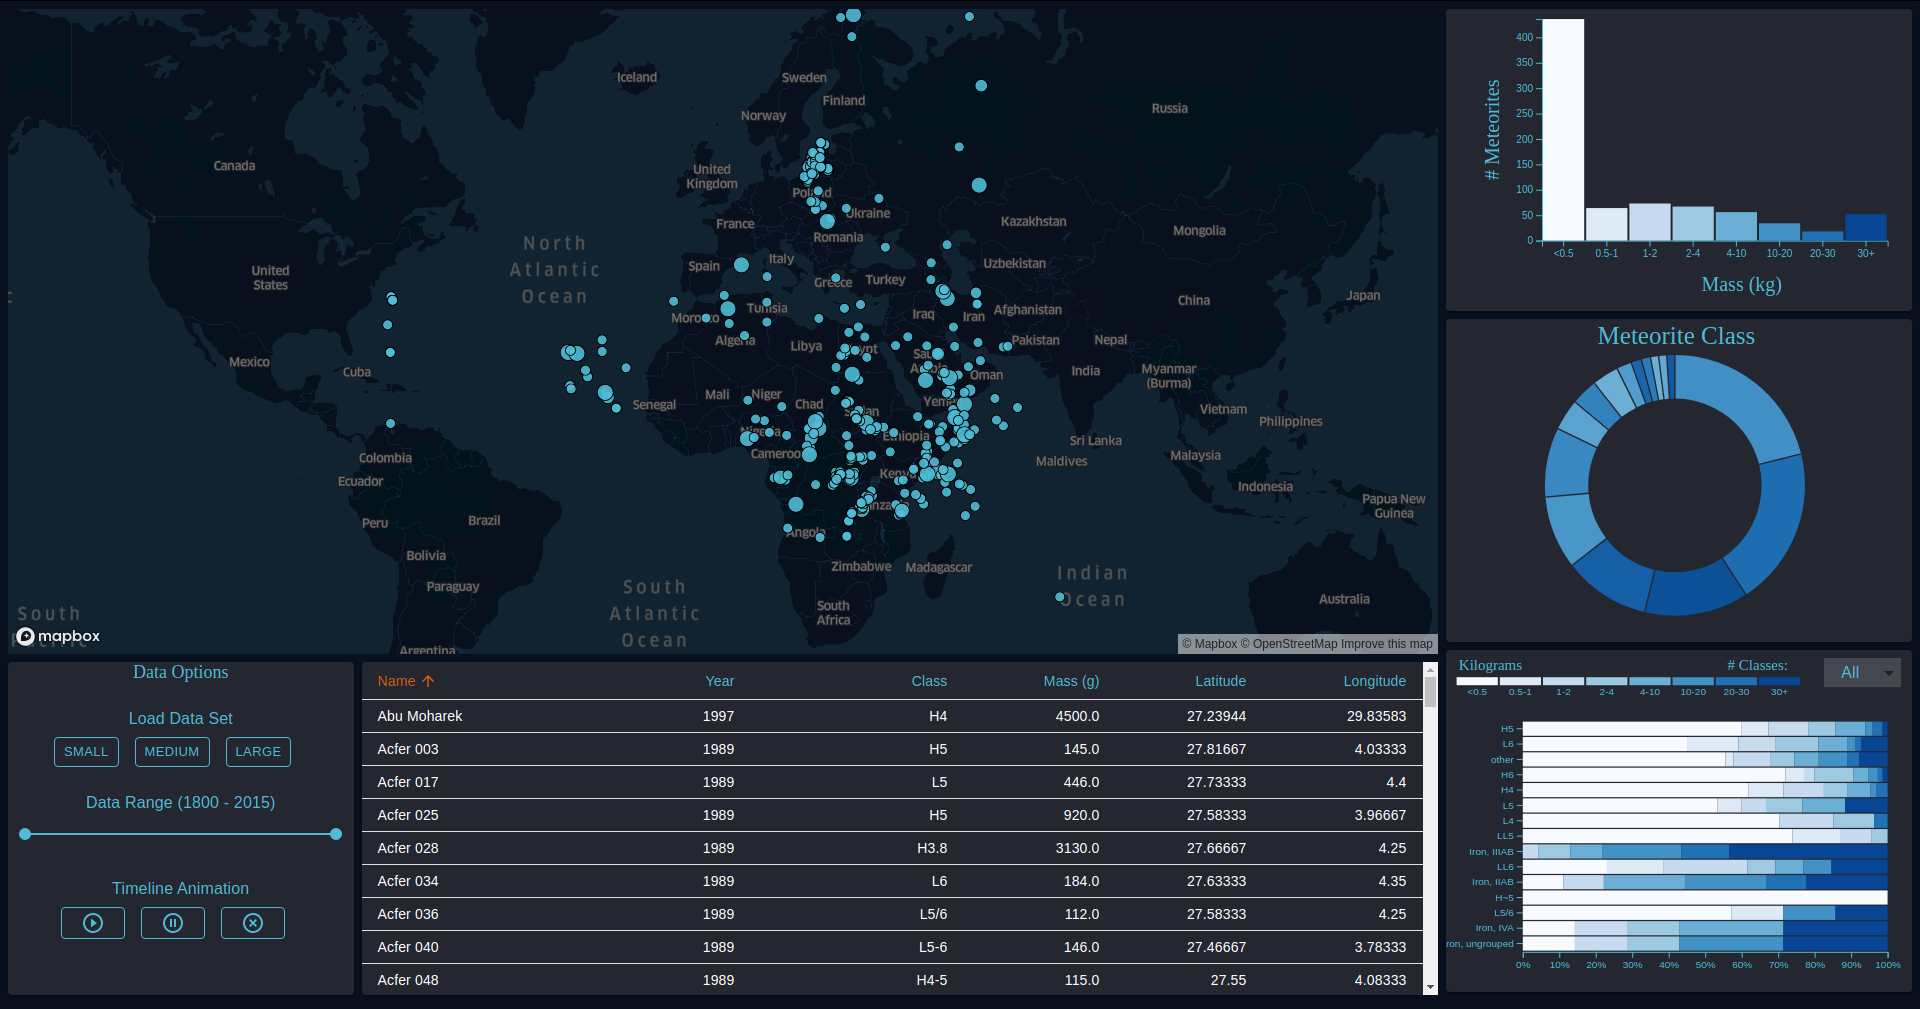 Iceland
Sweden
Finland
Norway
Russia
Canada
United
Kingdom
Poland
Ukraine
France
Romania
Kazakhstan
Mongolia
North
Atlantic
Ocean
United
States
Spain
Italy
Greece
Turkey
Uzbekistan
China
Japan
Morocco
Tunisia
Iraq
Iran
Afghanistan
Algeria
Libya
Egypt
Pakistan
Nepal
Mexico
Cuba
Saudi
Arabia
Oman
India
Myanmar
(Burma)
Senegal
Mali
Niger
Chad
Sudan
Yemen
Vietnam
Philippines
Nigeria
Ethiopia
Sri Lanka
Colombia
Cameroon
Maldives
Malaysia
Ecuador
Kenya
Indonesia
Papua New
Guinea
Peru
Brazil
Tanzania
Angola
Bolivia
Zimbabwe
Madagascar
Paraguay
South
Atlantic
Ocean
Indian
Ocean
South
Africa
Australia
South
Pacific
Argentina
mapbox
© Mapbox © OpenStreetMap Improve this map
# Meteorites
400
350
300
250
200
150
100
50
0
<0.5 0.5-1 1-2 2-4 4-10 10-20 20-30 30+
Mass (kg)
Meteorite Class
Data Options
Load Data Set
SMALL MEDIUM LARGE
Data Range (1800 - 2015)
Timeline Animation
Name Year Class Mass (g) Latitude Longitude
Abu Moharek 1997 H4 4500.0 27.23944 29.83583
Acfer 003 1989 H5 145.0 27.81667 4.03333
Acfer 017 1989 L5 446.0 27.73333 4.4
Acfer 025 1989 H5 920.0 27.58333 3.96667
Acfer 028 1989 H3.8 3130.0 27.66667 4.25
Acfer 034 1989 L6 184.0 27.63333 4.35
Acfer 036 1989 L5/6 112.0 27.58333 4.25
Acfer 040 1989 L5-6 146.0 27.46667 3.78333
Acfer 048 1989 H4-5 115.0 27.55 4.08333
Kilograms # Classes: All
<0.5 0.5-1 1-2 2-4 4-10 10-20 20-30 30+
H5
L6
other
H6
H4
L5
L4
LL5
Iron, IIIAB
LL6
Iron, IIAB
H~5
L5/6
Iron, IVA
ron, ungrouped
0% 10% 20% 30% 40% 50% 60% 70% 80% 90% 100%